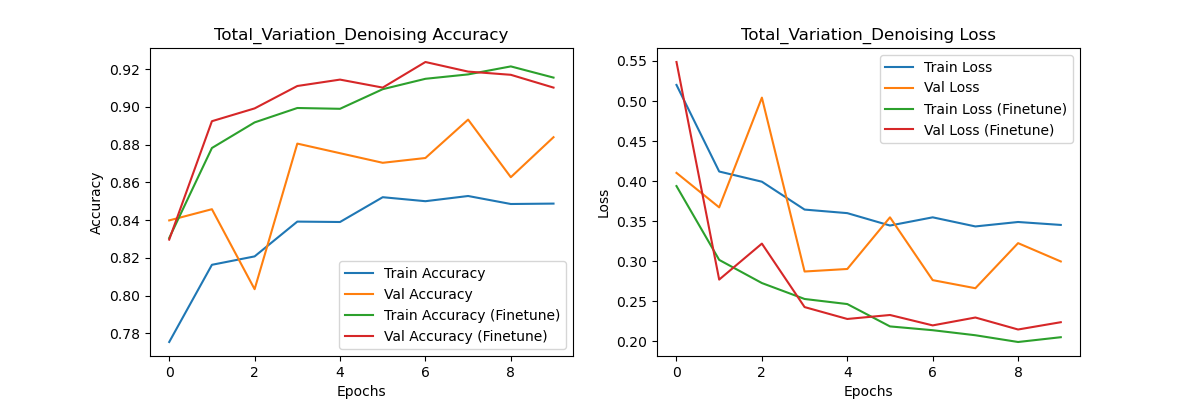 Total_Variation_Denoising Accuracy
Accuracy
0.92
0.90
0.88
0.86
0.84
0.82
0.80
0.78
0 2 4 6 8
Epochs
Train Accuracy
Val Accuracy
Train Accuracy (Finetune)
Val Accuracy (Finetune)
Total_Variation_Denoising Loss
Loss
0.55
0.50
0.45
0.40
0.35
0.30
0.25
0.20
0 2 4 6 8
Epochs
Train Loss
Val Loss
Train Loss (Finetune)
Val Loss (Finetune)